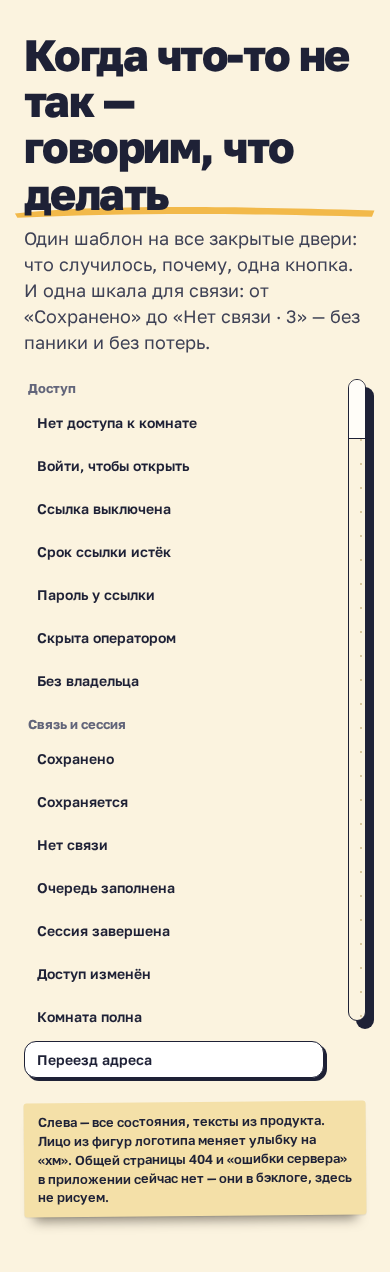 Когда что-то не
так —
говорим, что
делать
Один шаблон на все закрытые двери:
что случилось, почему, одна кнопка.
И одна шкала для связи: от
«Сохранено» до «Нет связи · 3» — без
паники и без потерь.
Доступ
Нет доступа к комнате
Войти, чтобы открыть
Ссылка выключена
Срок ссылки истёк
Пароль у ссылки
Скрыта оператором
Без владельца
Связь и сессия
Сохранено
Сохраняется
Нет связи
Очередь заполнена
Сессия завершена
Доступ изменён
Комната полна
Переезд адреса
Слева — все состояния, тексты из продукта.
Лицо из фигур логотипа меняет улыбку на
«хм». Общей страницы 404 и «ошибки сервера»
в приложении сейчас нет — они в бэклоге, здесь
не рисуем.